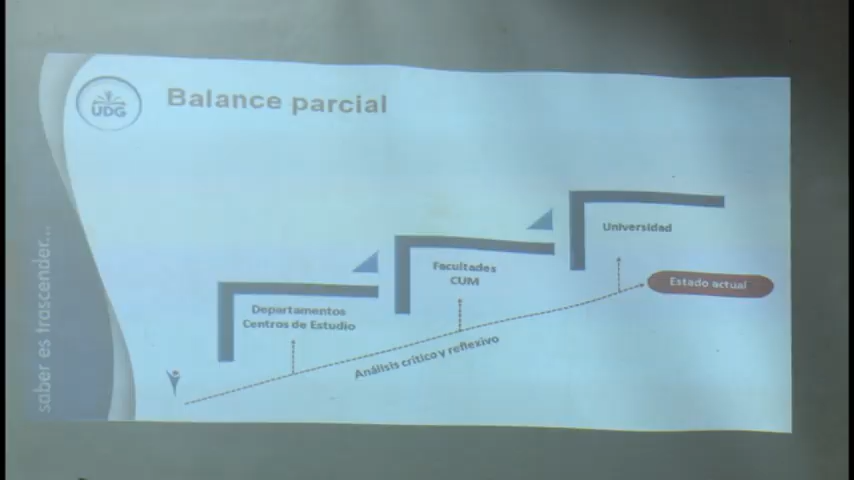 UDG
Balance parcial
saber es trascender...
Universidad
Facultades
CUM
Estado actual
Departamentos
Centros de Estudio
Análisis crítico y reflexivo